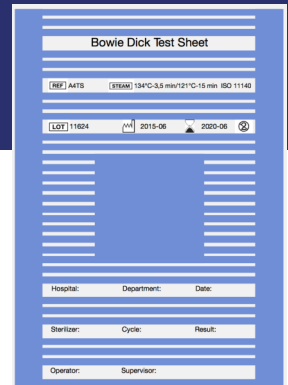 Bowie Dick Test Sheet
REF A4TS STEAM 134°C-3,5 min/121°C-15 min ISO 11140
LOT 11624 2015-06 2020-06 2
Hospital: Department: Date:
Sterilizer: Cycle: Result:
Operator: Supervisor: